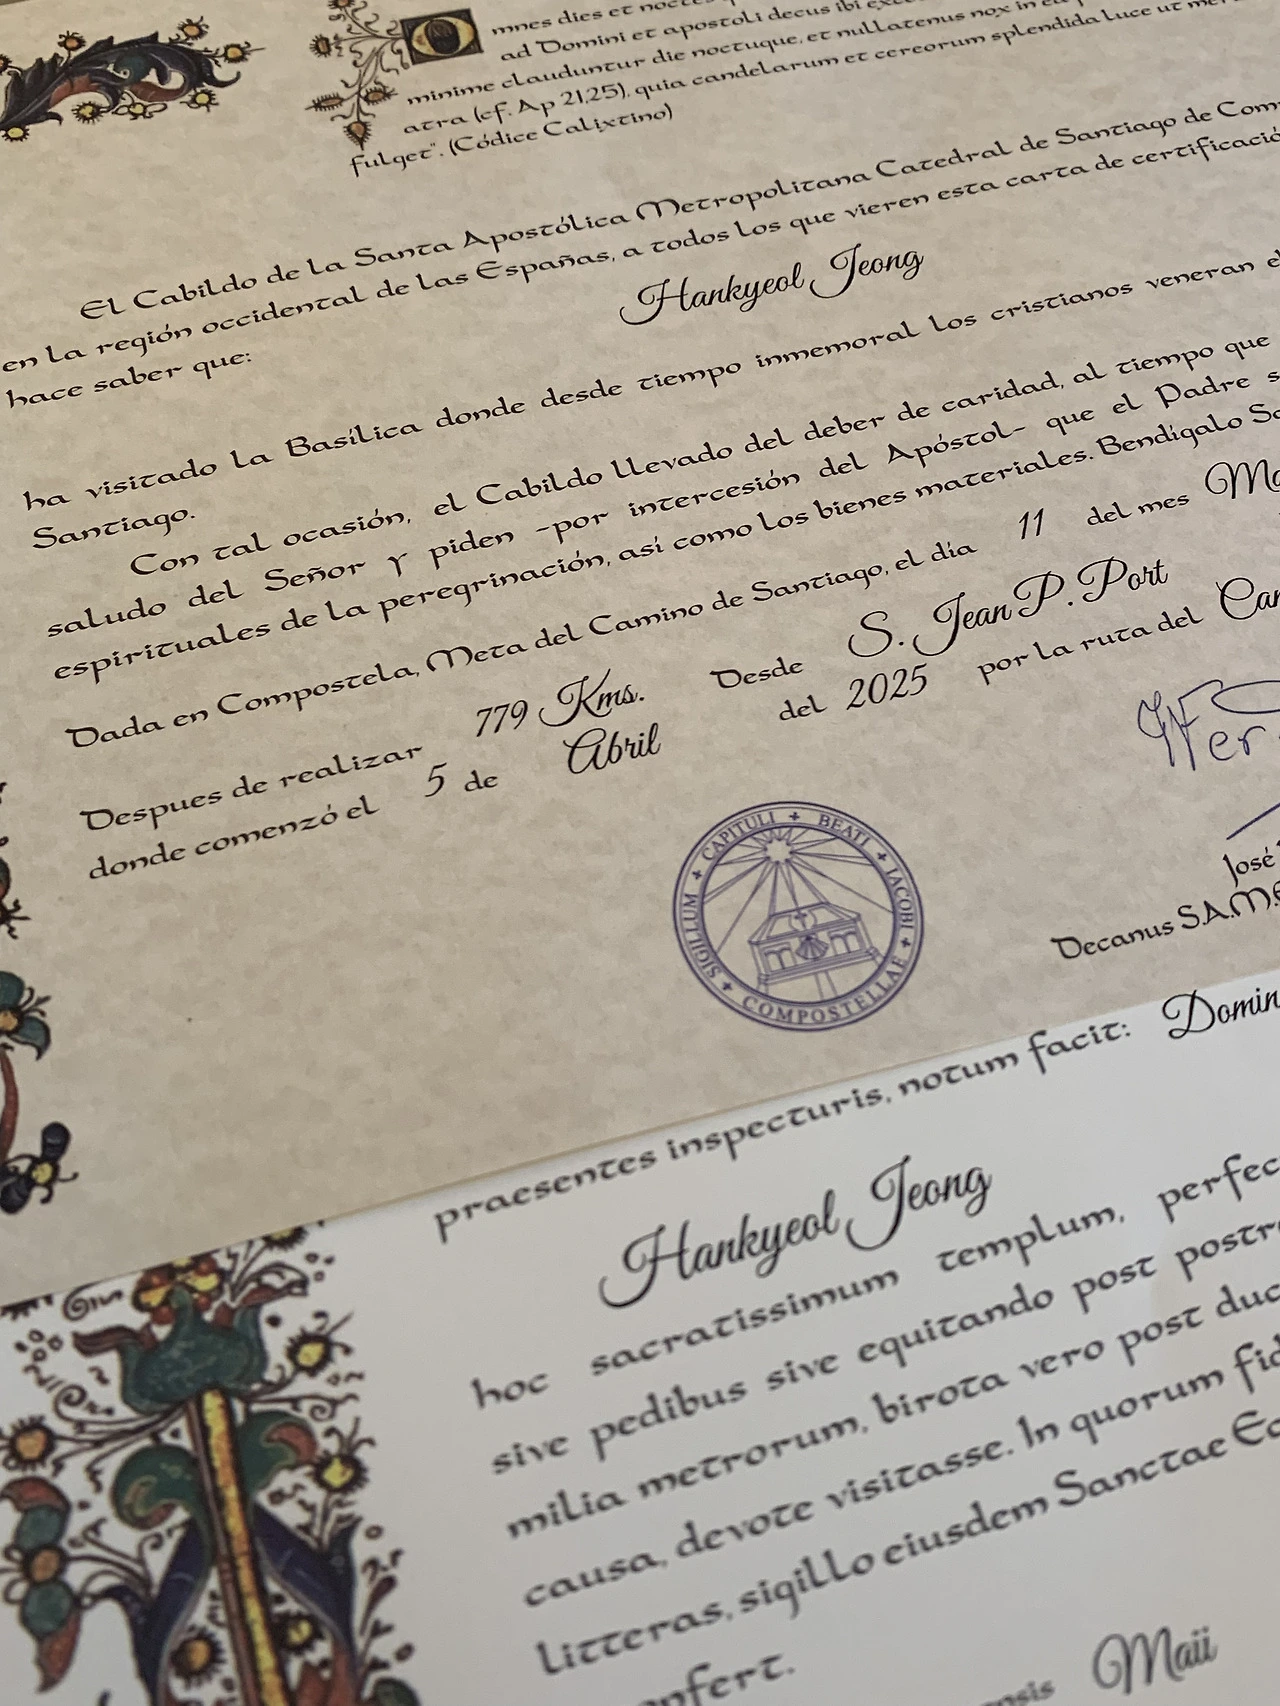 Omnes dies et
ad Domini et apostoli decus ibi
minime clauduntur die noctuque, et nullatenus nox in
atra (cf. Ap 21,25), quia candelarum et cereorum splendida luce ut
fulget". (Códice Calixtino)
El Cabildo de la Santa Apostólica Metropolitana Catedral de Santiago de
en la región occidental de las Españas, a todos los que vieren esta carta de
hace saber que:
Hankyeol Jeong
ha visitado la Basílica donde desde tiempo inmemorial los cristianos veneran
Santiago.
Con tal ocasión, el Cabildo llevado del deber de caridad, al tiempo que
saludo del Señor y piden -por intercesión del Apóstol- que el Padre
espirituales de la peregrinación, así como los bienes materiales. Bendígalo
Dada en Compostela, Meta del Camino de Santiago, el día 11 del mes
Despues de realizar 779 Kms. Desde S. Jean P. Port
donde comenzó el 5 de Abril del 2025 por la ruta del
SIGILLUM + CAPITULI + BEATI + IACOBI + COMPOSTELLAE +
José
Decanus
praesentes inspecturis, notum facit:
Hankyeol Jeong
hoc sacratissimum templum,
sive pedibus sive equitando post
milia metrorum, birota vero post
causa, devote visitasse. In quorum
litteras, sigillo eiusdem Sanctae
Maii